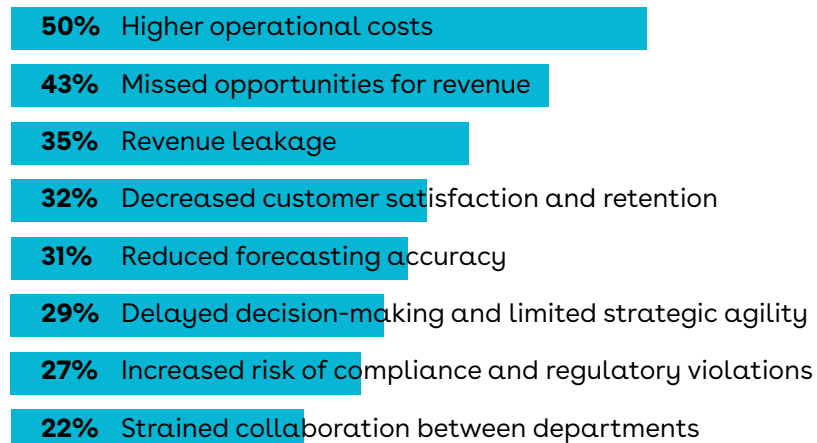 50% Higher operational costs
43% Missed opportunities for revenue
35% Revenue leakage
32% Decreased customer satisfaction and retention
31% Reduced forecasting accuracy
29% Delayed decision-making and limited strategic agility
27% Increased risk of compliance and regulatory violations
22% Strained collaboration between departments